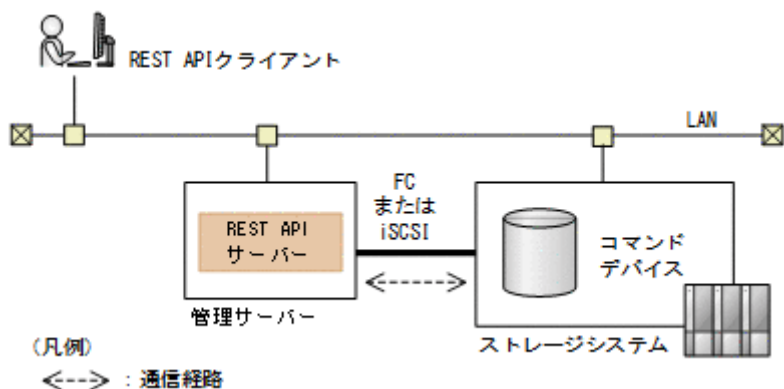 REST APIクライアント
LAN
FC
または
iSCSI
REST API
サーバー
コマンド
デバイス
管理サーバー
ストレージシステム
(凡例)
: 通信経路